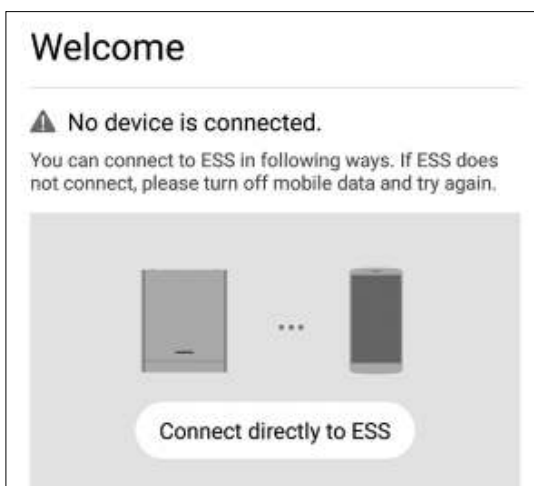 Welcome
No device is connected.
You can connect to ESS in following ways. If ESS does
not connect, please turn off mobile data and try again.
Connect directly to ESS